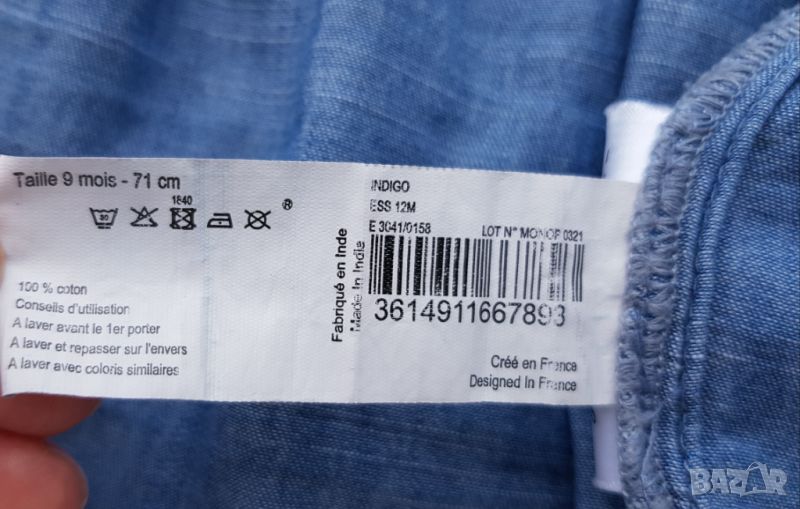 Taille 9 mois - 71 cm
1840
30
®
100 % coton
Conseils d'utilisation
A laver avant le 1er porter
A laver et repasser sur l'envers
A laver avec coloris similaires
Fabriqué en Inde
Made In India
INDIGO
ESS 12M
E 3041/0158
LOT N° MONOP 0321
3614911667893
Créé en France
Designed In France
BAZAR